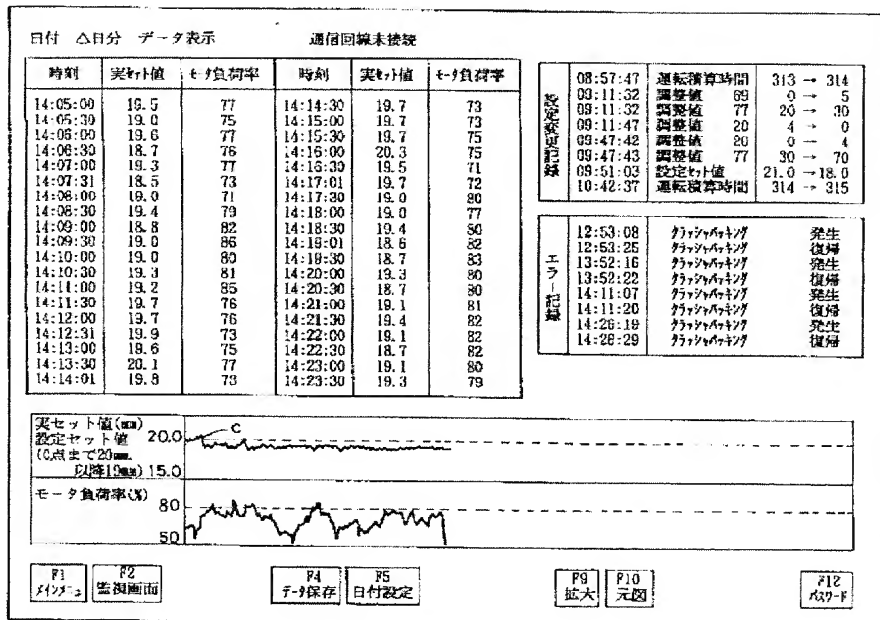 日付 △日分 データ表示 通信回線未接続
時刻 実セット値 モータ負荷率 時刻 実セット値 モータ負荷率
14:05:00 19.5 77 14:14:30 19.7 73
14:05:30 19.0 75 14:15:00 19.7 73
14:06:00 19.6 77 14:15:30 19.7 75
14:06:30 18.7 76 14:16:00 20.3 75
14:07:00 19.3 77 14:16:30 19.5 71
14:07:31 18.5 73 14:17:01 19.7 72
14:08:00 19.0 71 14:17:30 19.0 80
14:08:30 19.4 79 14:18:00 19.0 77
14:09:00 18.8 82 14:18:30 19.4
14:09:30 19.0 86 14:19:01 18.6 82
14:10:00 19.0 80 14:19:30 18.7 83
14:10:30 19.3 81 14:20:00 19.3 80
14:11:00 19.2 85 14:20:30 18.7 80
14:11:30 19.7 76 14:21:00 19.1 81
14:12:00 19.7 76 14:21:30 19.4 82
14:12:31 19.9 73 14:22:00 19.1 82
14:13:00 19.6 75 14:22:30 18.7 82
14:13:30 20.1 77 14:23:00 19.1 80
14:14:01 19.8 73 14:23:30 19.3 79
設定変更記録
08:57:47 運転積算時間 313 → 314
09:11:32 調整値 69 0 → 5
09:11:32 調整値 77 20 → 30
09:11:47 調整値 20 4 → 0
09:47:42 調整値 20 0 → 4
09:47:43 調整値 77 30 → 70
09:51:03 設定セット値 21.0 → 18.0
10:42:37 運転積算時間 314 → 315
エラー記録
12:53:08 クラッシャパッキング 発生
12:53:25 クラッシャパッキング 復帰
13:52:16 クラッシャパッキング 発生
13:52:22 クラッシャパッキング 復帰
14:11:07 クラッシャパッキング 発生
14:11:20 クラッシャパッキング 復帰
14:26:19 クラッシャパッキング 発生
14:26:29 クラッシャパッキング 復帰
実セット値(mm)
設定セット値 20.0 C
(C点まで20mm.
以降19mm) 15.0
モータ負荷率(%)
80
50
F1 メインメニュ
F2 監視画面
F4 データ保存
F5 日付設定
F9 拡大
F10 元図
F12 パスワード